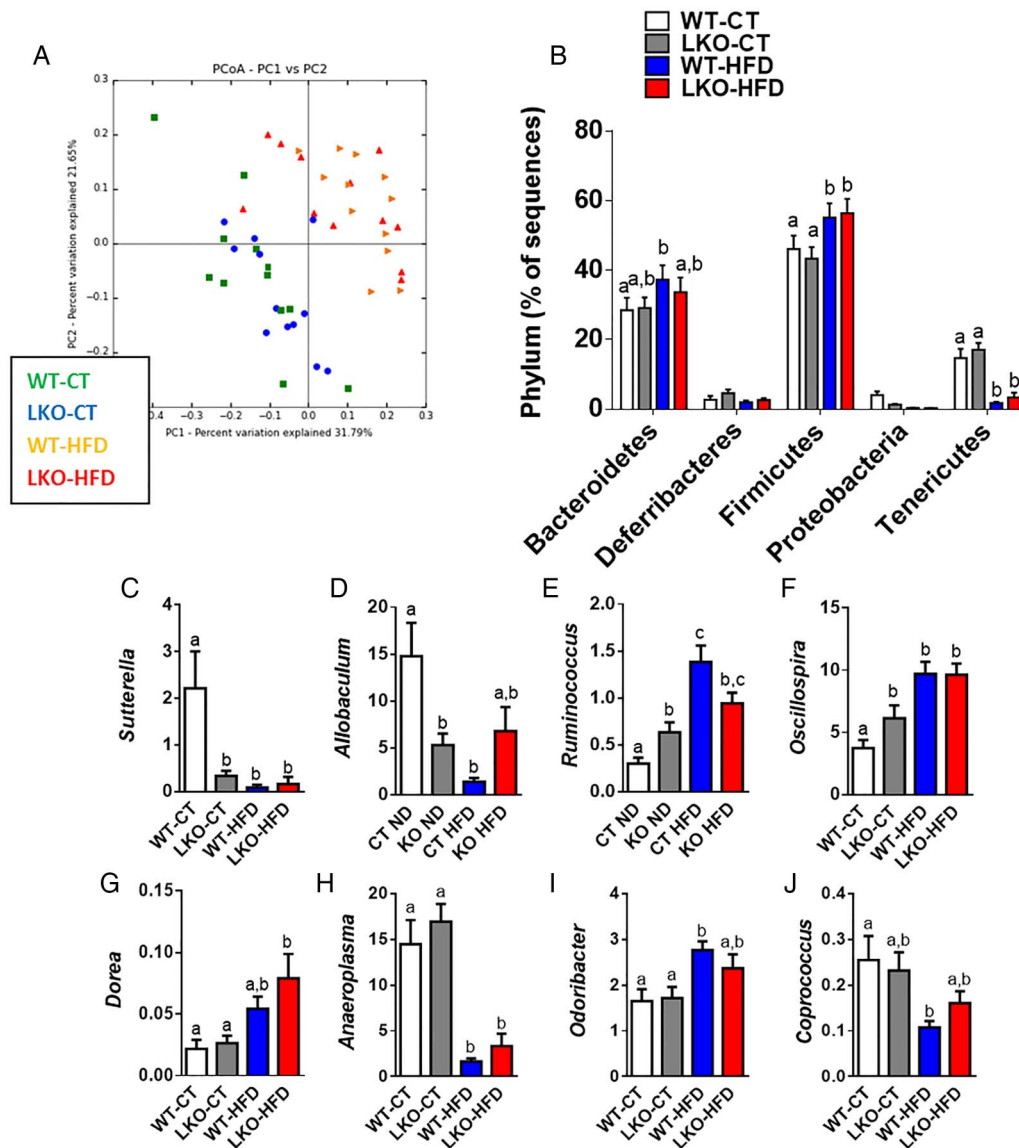 WT-CT
LKO-CT
WT-HFD
LKO-HFD
A
PCoA - PC1 vs PC2
0.3
0.2
0.1
0.0
−0.1
−0.2
PC2 - Percent variation explained 21.65%
0.4 −0.3 −0.2 −0.1 0.0 0.1 0.2 0.3
PC1 - Percent variation explained 31.79%
WT-CT
LKO-CT
WT-HFD
LKO-HFD
B
Phylum (% of sequences)
80
60
40
20
0
a a,b b a,b
a a b b
a a b b
Bacteroidetes
Deferribacteres
Firmicutes
Proteobacteria
Tenericutes
C
Sutterella
4
3
2
1
0
a b b b
WT-CT LKO-CT WT-HFD LKO-HFD
D
Allobaculum
20
15
10
5
0
a b b a,b
CT ND KO ND CT HFD KO HFD
E
Ruminococcus
2.0
1.5
1.0
0.5
0.0
a b c b,c
CT ND KO ND CT HFD KO HFD
F
Oscillospira
15
10
5
0
a b b b
WT-CT LKO-CT WT-HFD LKO-HFD
G
Dorea
0.15
0.10
0.05
0.00
a a a,b b
WT-CT LKO-CT WT-HFD LKO-HFD
H
Anaeroplasma
20
15
10
5
0
a a b b
WT-CT LKO-CT WT-HFD LKO-HFD
I
Odoribacter
4
3
2
1
0
a a b a,b
WT-CT LKO-CT WT-HFD LKO-HFD
J
Coprococcus
0.4
0.3
0.2
0.1
0.0
a a,b b a,b
WT-CT LKO-CT WT-HFD LKO-HFD